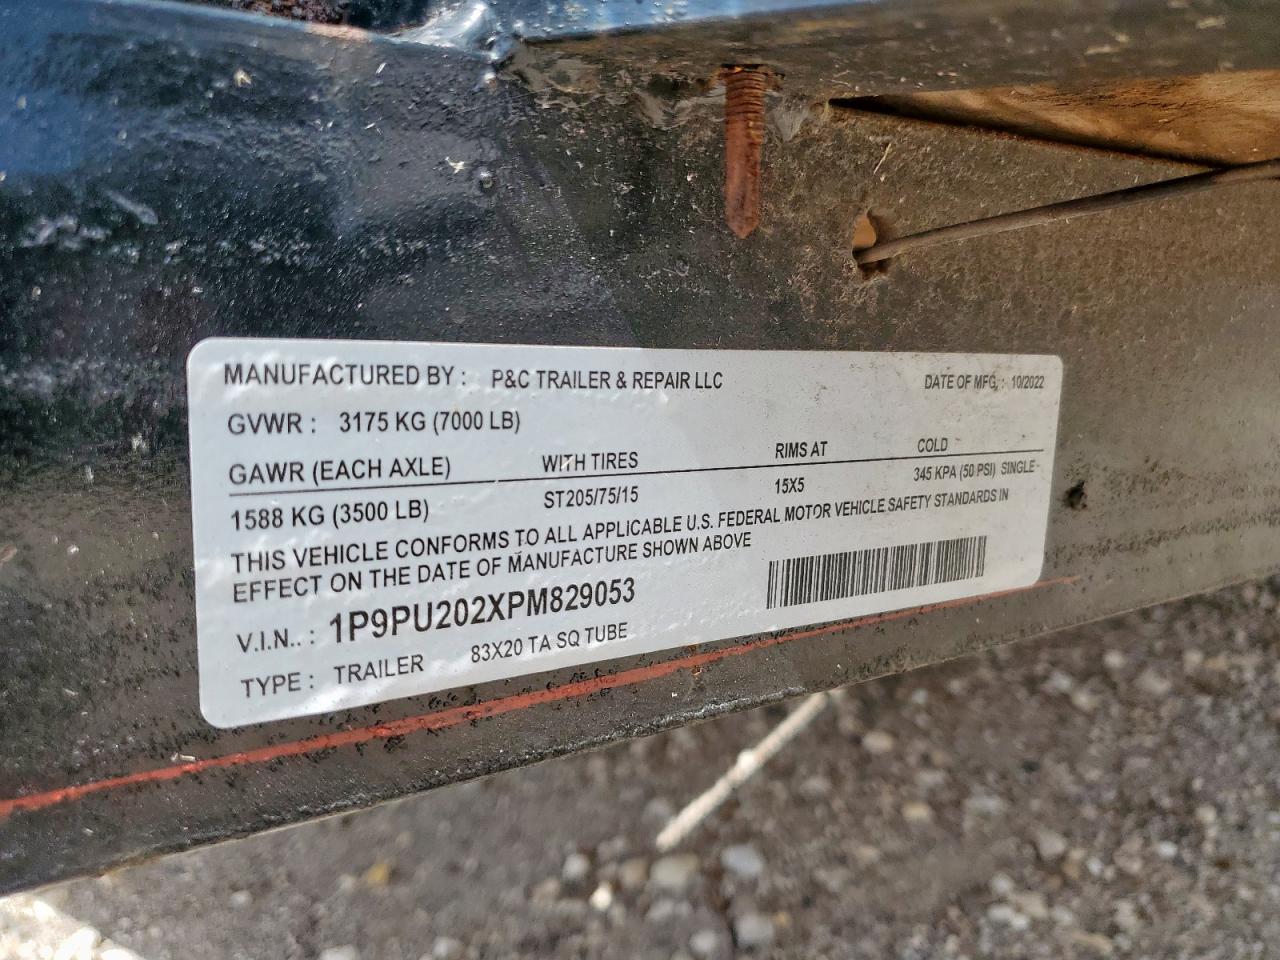 MANUFACTURED BY : P&C TRAILER & REPAIR LLC DATE OF MFG. : 10/2022
GVWR : 3175 KG (7000 LB)
GAWR (EACH AXLE) WITH TIRES RIMS AT COLD
1588 KG (3500 LB) ST205/75/15 15X5 345 KPA (50 PSI) SINGLE
THIS VEHICLE CONFORMS TO ALL APPLICABLE U.S. FEDERAL MOTOR VEHICLE SAFETY STANDARDS IN
EFFECT ON THE DATE OF MANUFACTURE SHOWN ABOVE
V.I.N.. : 1P9PU202XPM829053
TYPE : TRAILER 83X20 TA SQ TUBE